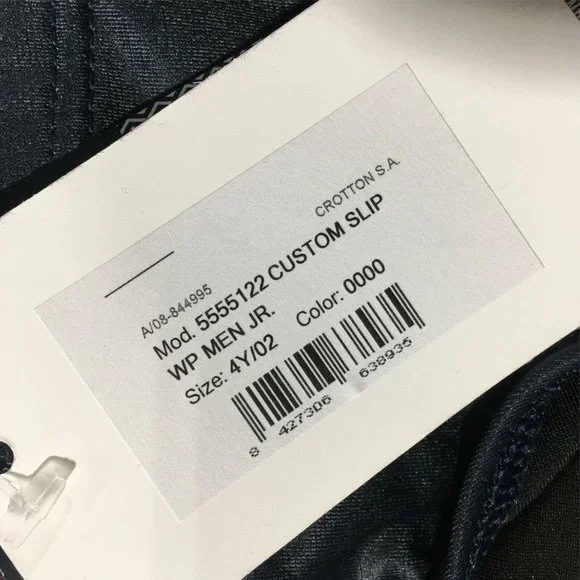 CROTTON S.A.
A/08-844995
Mod. 5555122 CUSTOM SLIP
WP MEN JR.
Size: 4Y/02 Color: 0000
8 427306 638935